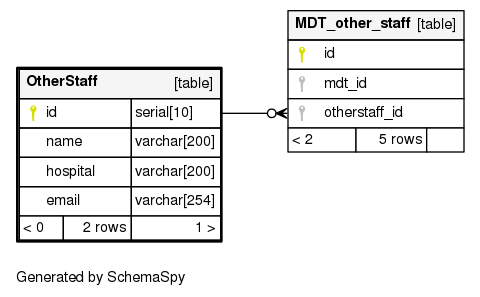 MDT_other_staff [table]
id
mdt_id
otherstaff_id
< 2 5 rows
OtherStaff [table]
id serial[10]
name varchar[200]
hospital varchar[200]
email varchar[254]
< 0 2 rows 1 >
Generated by SchemaSpy